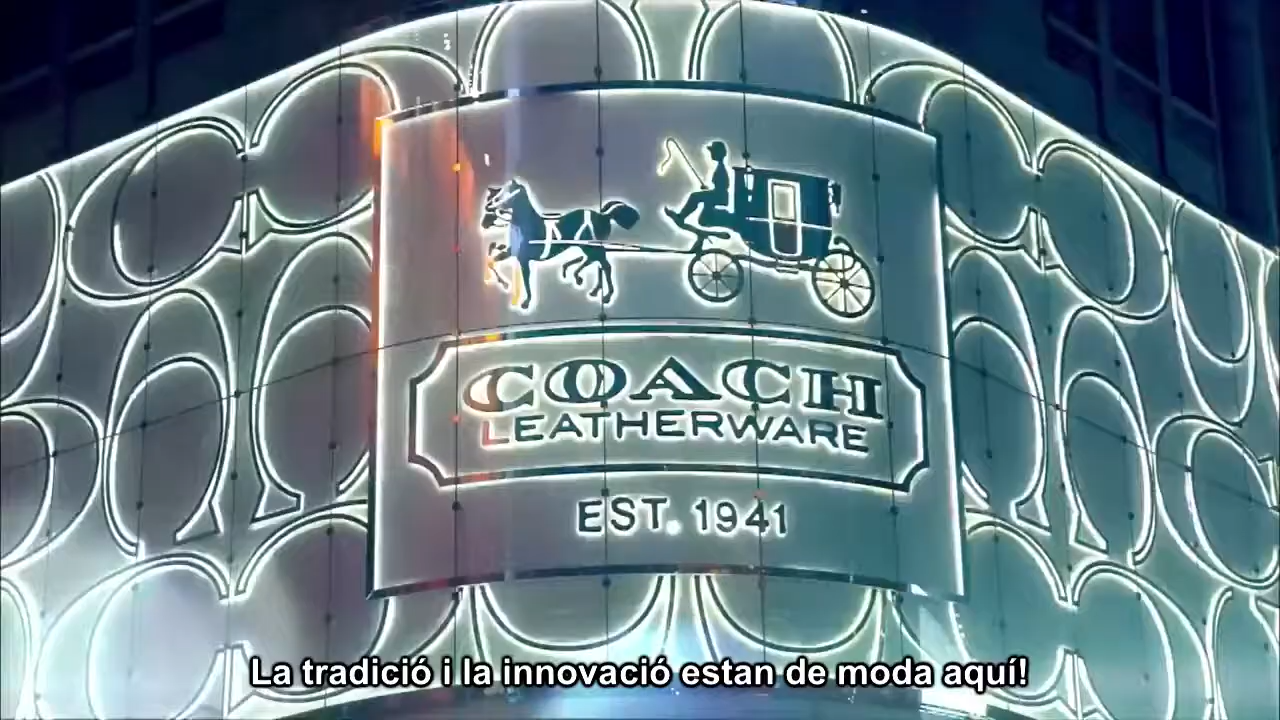 COACH
LEATHERWARE
EST. 1941
La tradició i la innovació estan de moda aquí!